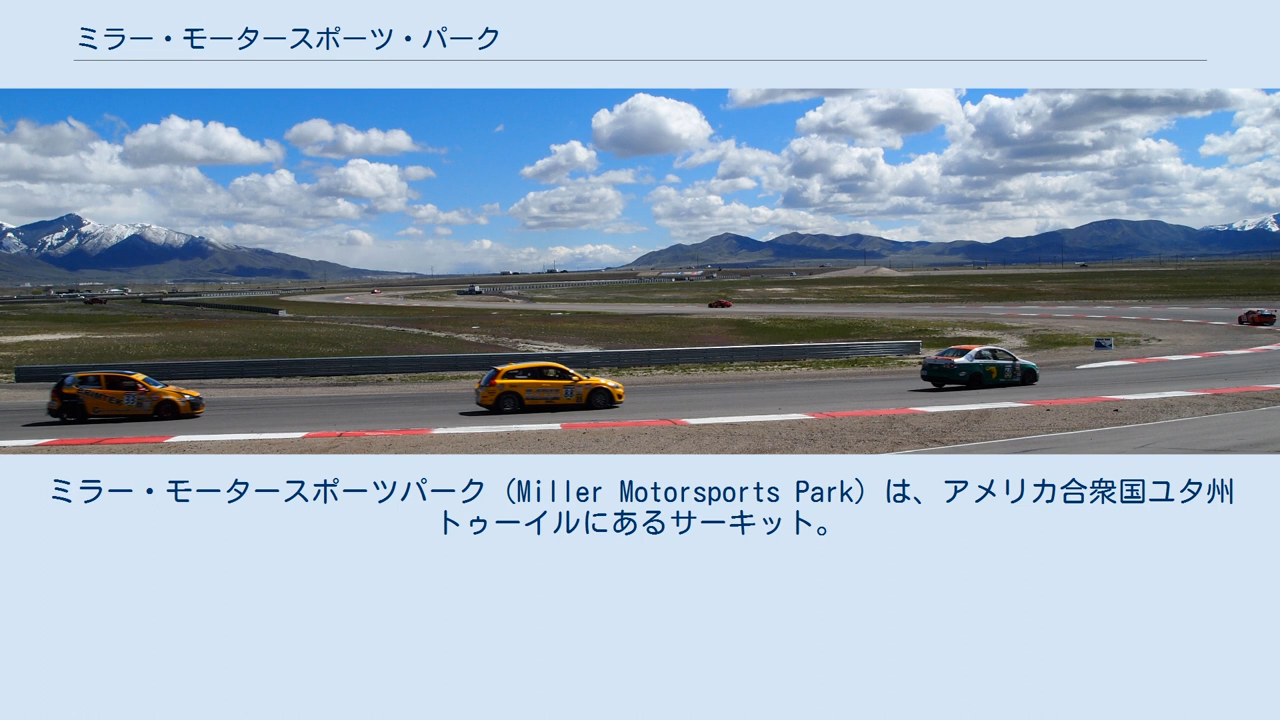 ミラー・モータースポーツ・パーク
ミラー・モータースポーツパーク（Miller Motorsports Park）は、アメリカ合衆国ユタ州
トゥーイルにあるサーキット。